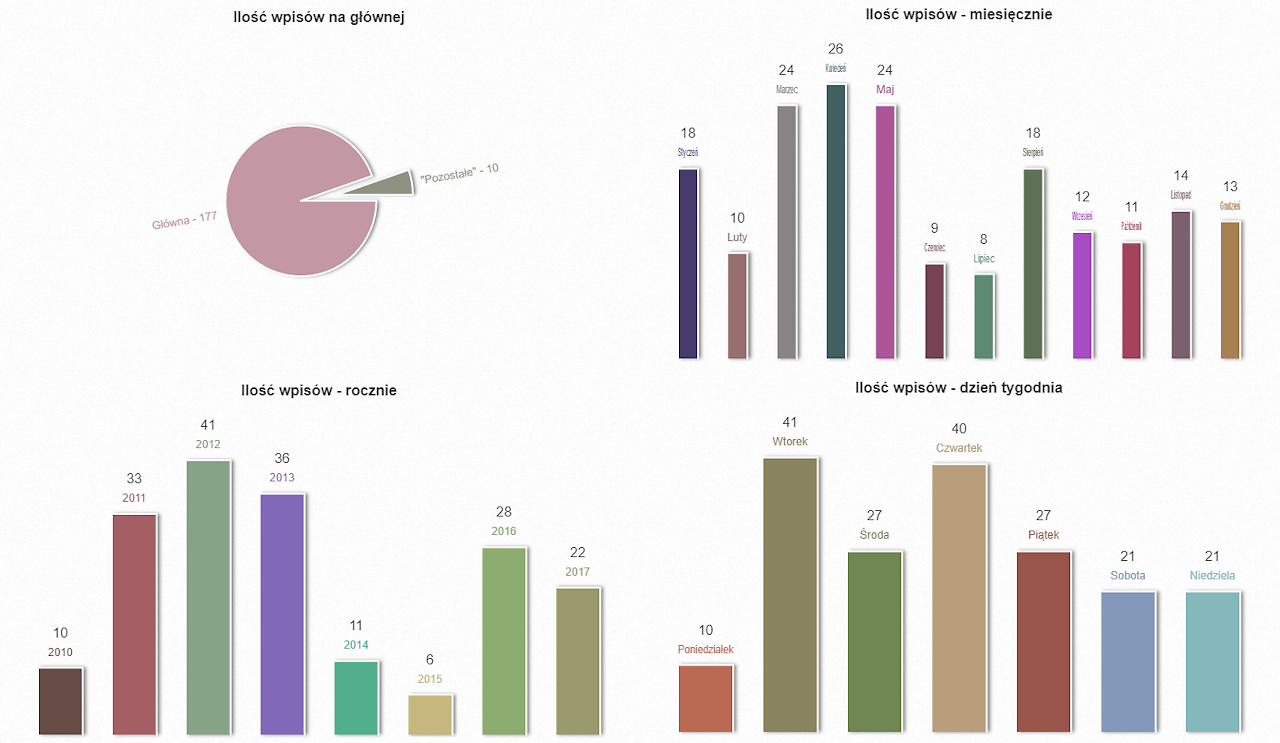 Ilość wpisów na głównej
Główna - 177
"Pozostałe" - 10
Ilość wpisów - miesięcznie
18
Styczeń
10
Luty
24
Marzec
26
Kwiecień
24
Maj
9
Czerwiec
8
Lipiec
18
Sierpień
12
Wrzesień
11
Październik
14
Listopad
13
Grudzień
Ilość wpisów - rocznie
10
2010
33
2011
41
2012
36
2013
11
2014
6
2015
28
2016
22
2017
Ilość wpisów - dzień tygodnia
10
Poniedziałek
41
Wtorek
27
Środa
40
Czwartek
27
Piątek
21
Sobota
21
Niedziela